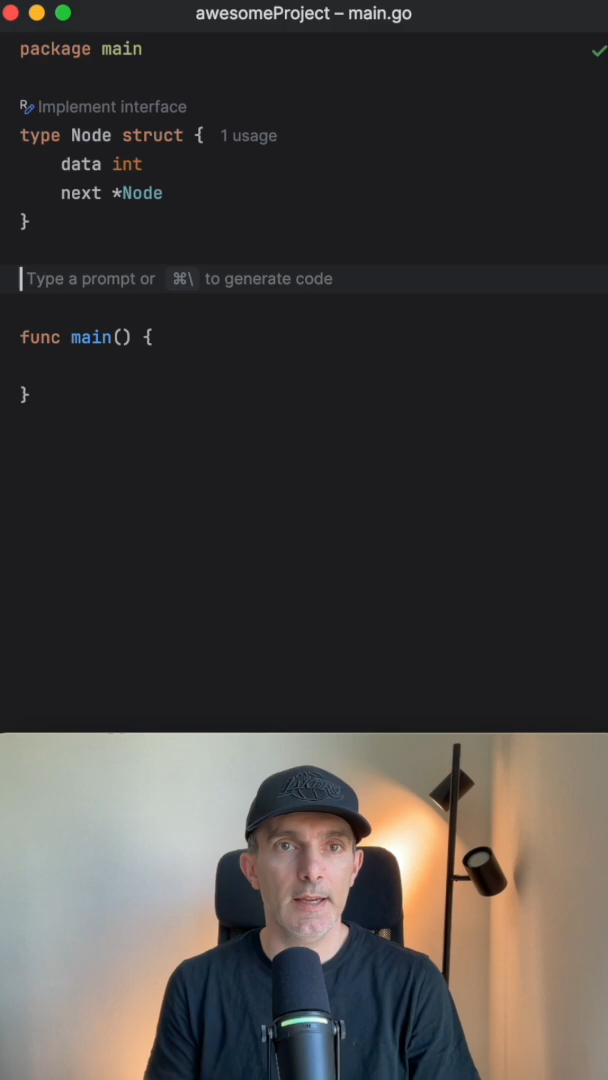 awesomeProject – main.go
package main
Implement interface
type Node struct { 1 usage
data int
next *Node
}
Type a prompt or ⌘\ to generate code
func main() {
}
LAKERS